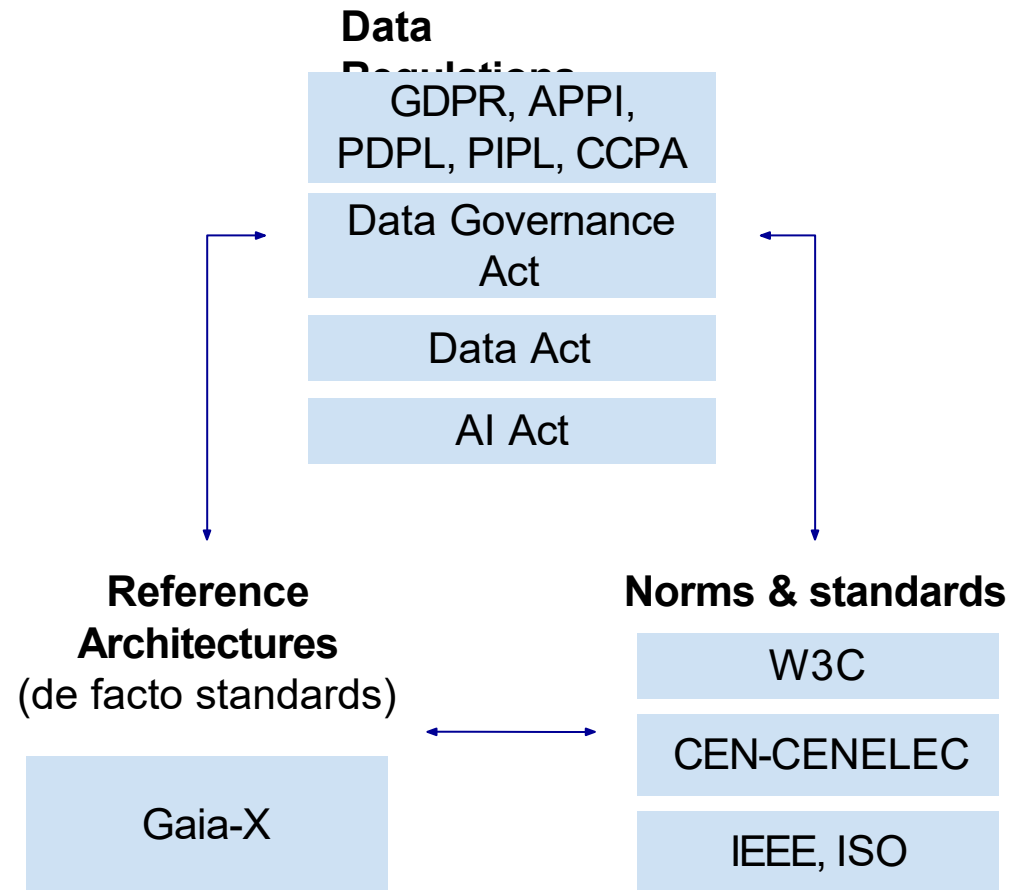 Data
Regulations
GDPR, APPI,
PDPL, PIPL, CCPA
Data Governance
Act
Data Act
AI Act
Reference
Architectures
(de facto standards)
Gaia-X
Norms & standards
W3C
CEN-CENELEC
IEEE, ISO